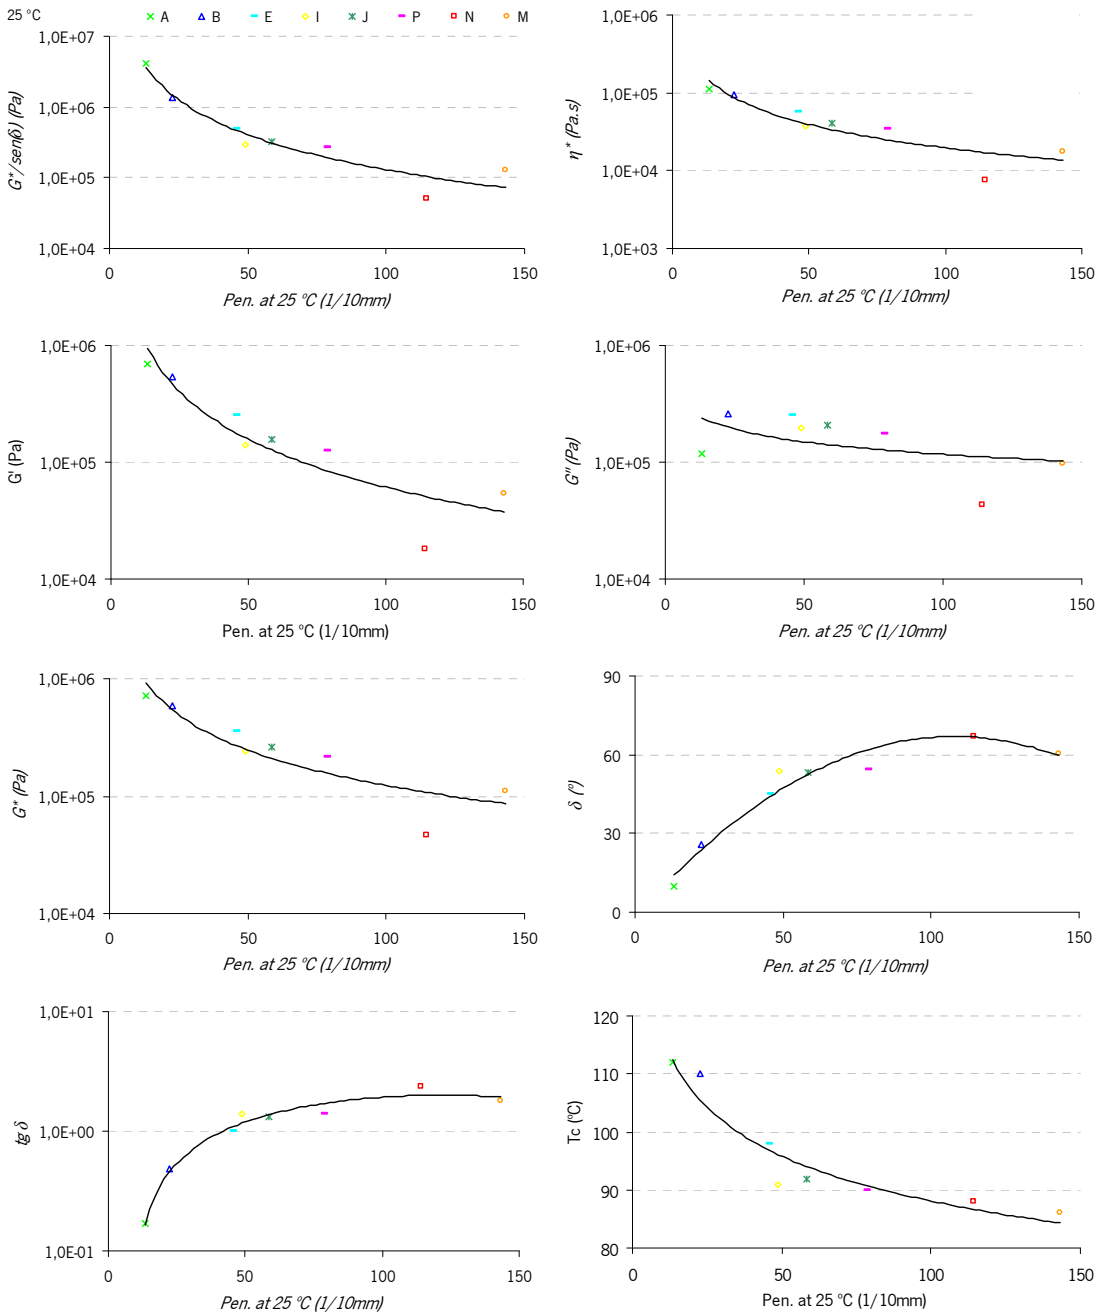 25 °C
A B E I J P N M
1,0E+07
1,0E+06
1,0E+05
1,0E+04
G*/sen(δ) (Pa)
0 50 100 150
Pen. at 25 °C (1/10mm)
1,0E+06
1,0E+05
1,0E+04
1,0E+03
η* (Pa.s)
0 50 100 150
Pen. at 25 °C (1/10mm)
1,0E+06
1,0E+05
1,0E+04
G' (Pa)
0 50 100 150
Pen. at 25 °C (1/10mm)
1,0E+06
1,0E+05
1,0E+04
G'' (Pa)
0 50 100 150
Pen. at 25 °C (1/10mm)
1,0E+06
1,0E+05
1,0E+04
G* (Pa)
0 50 100 150
Pen. at 25 °C (1/10mm)
90
60
30
0
δ (°)
0 50 100 150
Pen. at 25 °C (1/10mm)
1,0E+01
1,0E+00
1,0E-01
tg δ
0 50 100 150
Pen. at 25 °C (1/10mm)
120
110
100
90
80
Tc (°C)
0 50 100 150
Pen. at 25 °C (1/10mm)